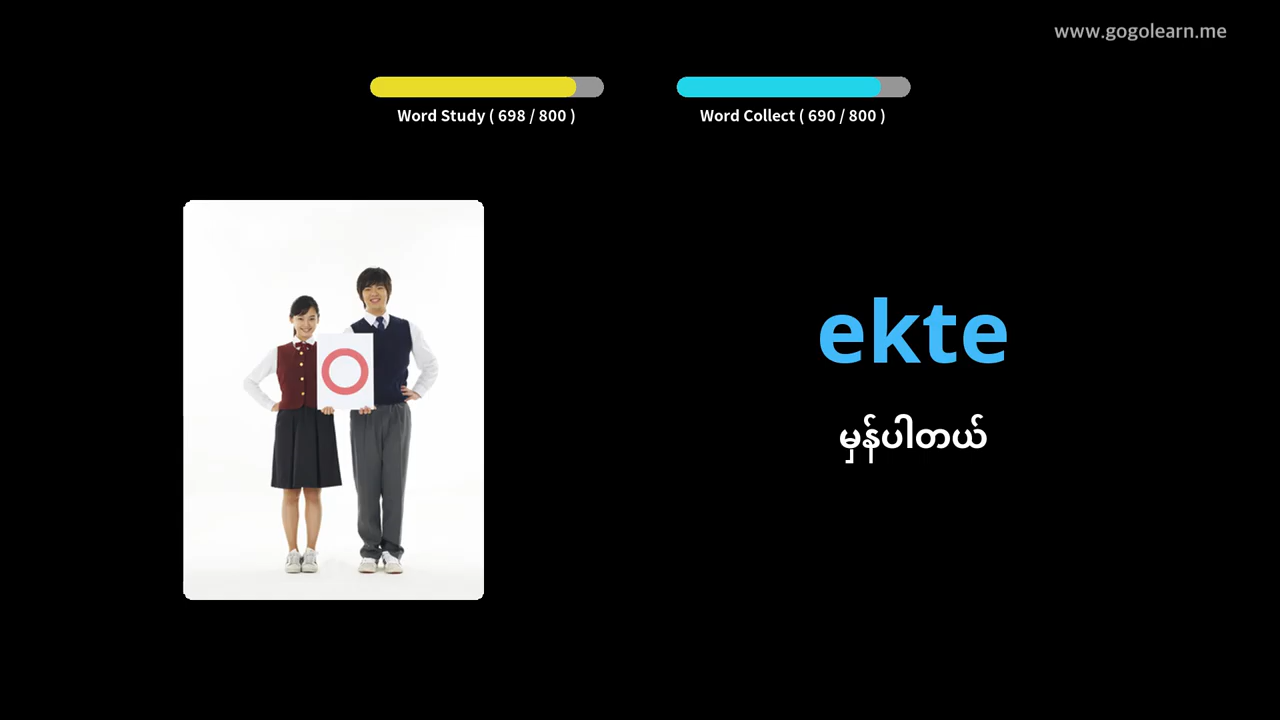 www.gogolearn.me
Word Study ( 698 / 800 )
Word Collect ( 690 / 800 )
ekte
မှန်ပါတယ်